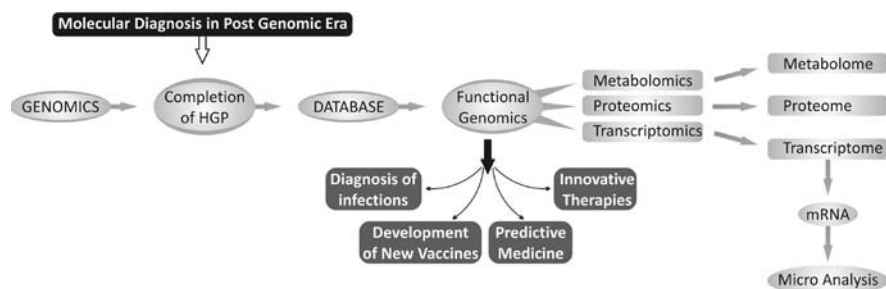 Molecular Diagnosis in Post Genomic Era
GENOMICS
Completion
of HGP
DATABASE
Functional
Genomics
Metabolomics
Proteomics
Transcriptomics
Metabolome
Proteome
Transcriptome
mRNA
Micro Analysis
Diagnosis of
infections
Innovative
Therapies
Development
of New Vaccines
Predictive
Medicine